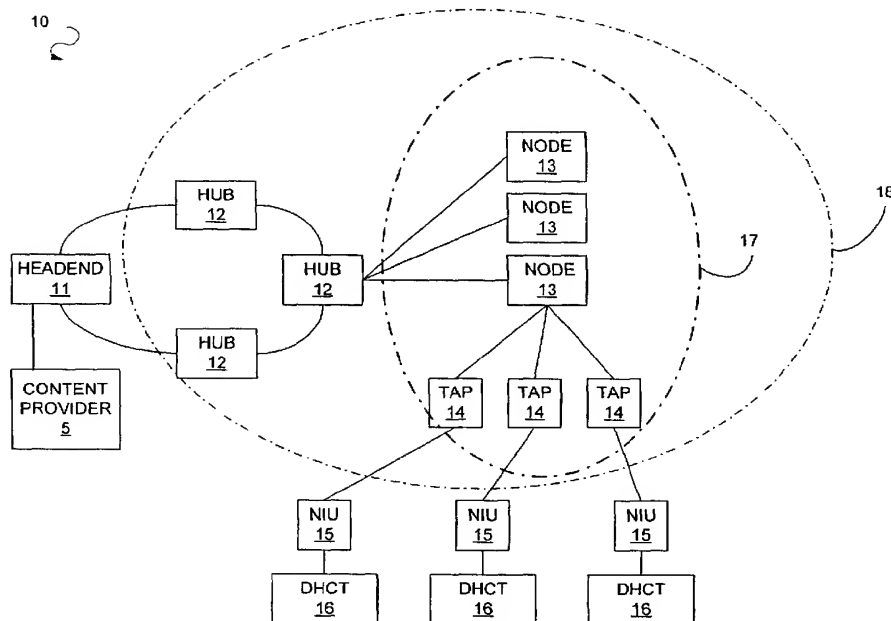 10
NODE
13
NODE
13
18
HUB
12
17
HEADEND
11
HUB
12
NODE
13
HUB
12
CONTENT
PROVIDER
5
TAP
14
TAP
14
TAP
14
NIU
15
NIU
15
NIU
15
DHCT
16
DHCT
16
DHCT
16